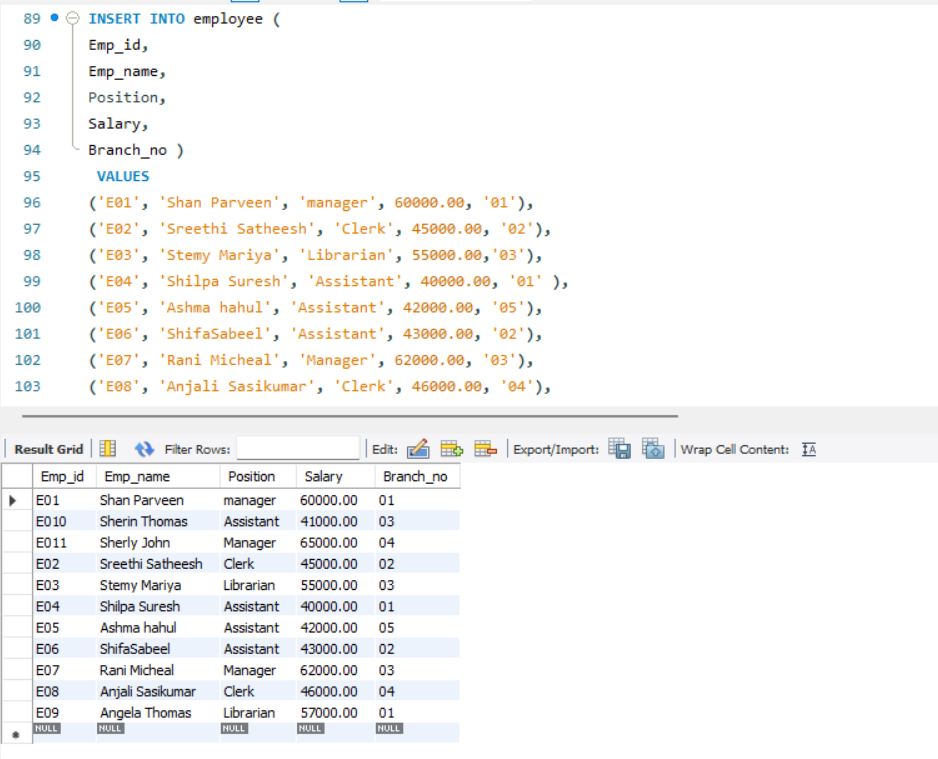 89 INSERT INTO employee (
90 Emp_id,
91 Emp_name,
92 Position,
93 Salary,
94 Branch_no )
95 VALUES
96 ('E01', 'Shan Parveen', 'manager', 60000.00, '01'),
97 ('E02', 'Sreethi Satheesh', 'Clerk', 45000.00, '02'),
98 ('E03', 'Stemy Mariya', 'Librarian', 55000.00,'03'),
99 ('E04', 'Shilpa Suresh', 'Assistant', 40000.00, '01' ),
100 ('E05', 'Ashma hahul', 'Assistant', 42000.00, '05'),
101 ('E06', 'ShifaSabeel', 'Assistant', 43000.00, '02'),
102 ('E07', 'Rani Micheal', 'Manager', 62000.00, '03'),
103 ('E08', 'Anjali Sasikumar', 'Clerk', 46000.00, '04'),
Result Grid Filter Rows: Edit: Export/Import: Wrap Cell Content: IA
Emp_id Emp_name Position Salary Branch_no
E01 Shan Parveen manager 60000.00 01
E010 Sherin Thomas Assistant 41000.00 03
E011 Sherly John Manager 65000.00 04
E02 Sreethi Satheesh Clerk 45000.00 02
E03 Stemy Mariya Librarian 55000.00 03
E04 Shilpa Suresh Assistant 40000.00 01
E05 Ashma hahul Assistant 42000.00 05
E06 ShifaSabeel Assistant 43000.00 02
E07 Rani Micheal Manager 62000.00 03
E08 Anjali Sasikumar Clerk 46000.00 04
E09 Angela Thomas Librarian 57000.00 01
NULL NULL NULL NULL NULL